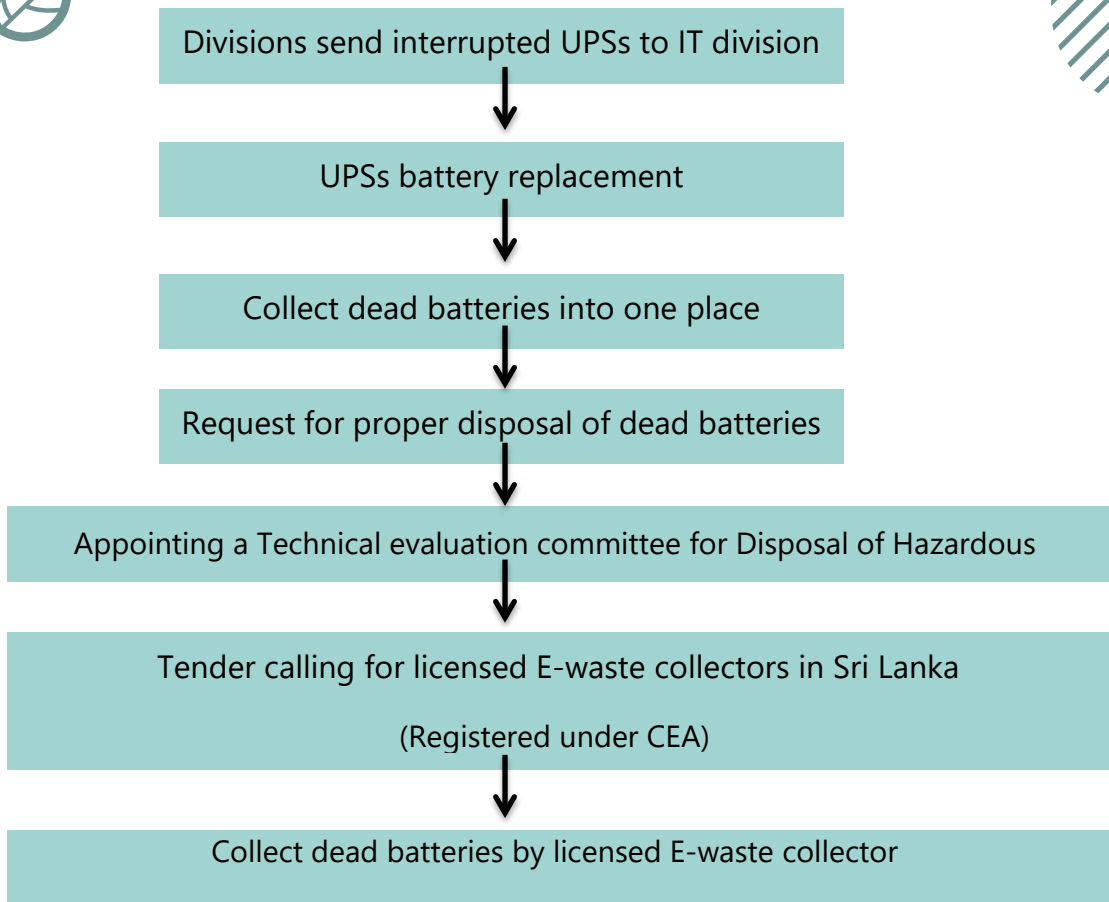 Divisions send interrupted UPSs to IT division
UPSs battery replacement
Collect dead batteries into one place
Request for proper disposal of dead batteries
Appointing a Technical evaluation committee for Disposal of Hazardous
Tender calling for licensed E-waste collectors in Sri Lanka
(Registered under CEA)
Collect dead batteries by licensed E-waste collector